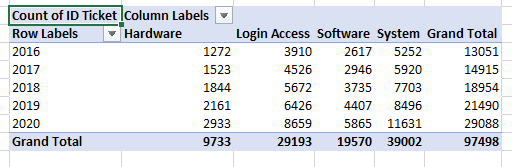 Count of ID Ticket Column Labels
Row Labels Hardware Login Access Software System Grand Total
2016 1272 3910 2617 5252 13051
2017 1523 4526 2946 5920 14915
2018 1844 5672 3735 7703 18954
2019 2161 6426 4407 8496 21490
2020 2933 8659 5865 11631 29088
Grand Total 9733 29193 19570 39002 97498